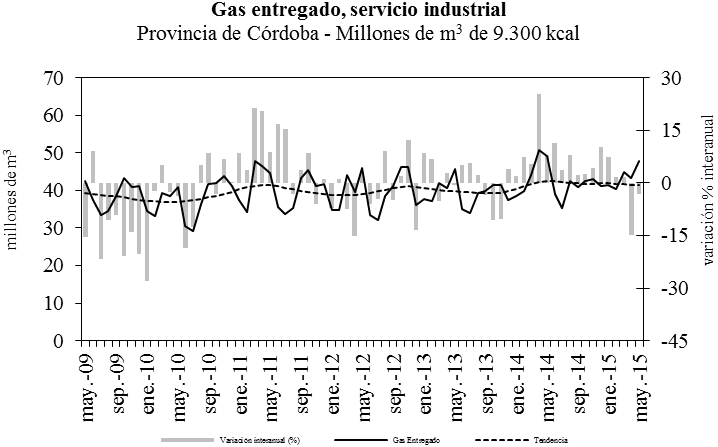 Gas entregado, servicio industrial
Provincia de Córdoba - Millones de m³ de 9.300 kcal
millones de m³
70
60
50
40
30
20
10
0
30
15
0
-15
-30
-45
variación % interanual
may.-09
sep.-09
ene.-10
may.-10
sep.-10
ene.-11
may.-11
sep.-11
ene.-12
may.-12
sep.-12
ene.-13
may.-13
sep.-13
ene.-14
may.-14
sep.-14
ene.-15
may.-15
Variación interanual (%)
Gas Entregado
Tendencia